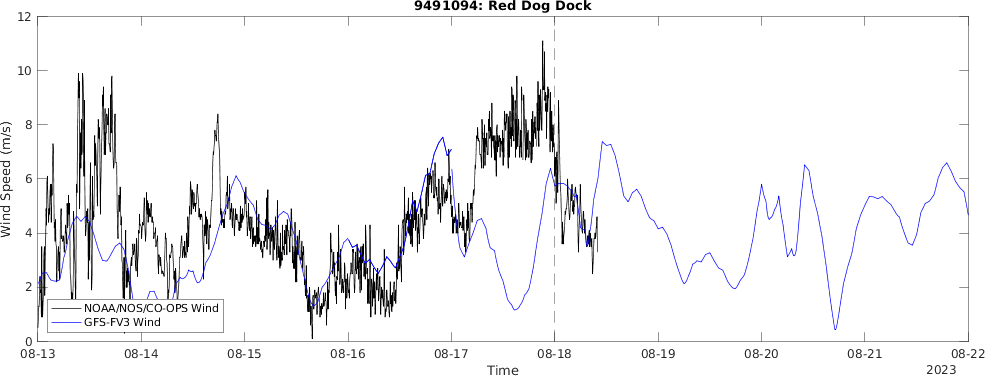 9491094: Red Dog Dock
Wind Speed (m/s)
12
10
8
6
4
2
0
NOAA/NOS/CO-OPS Wind
GFS-FV3 Wind
08-13 08-14 08-15 08-16 08-17 08-18 08-19 08-20 08-21 08-22
Time
2023